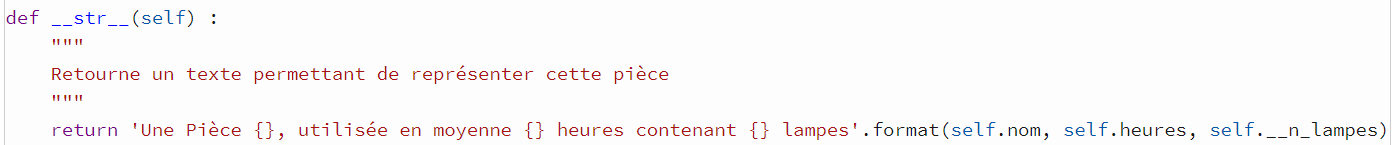 def __str__(self) :
    """
    Retourne un texte permettant de représenter cette pièce
    """
    return 'Une Pièce {}, utilisée en moyenne {} heures contenant {} lampes'.format(self.nom, self.heures, self.__n_lampes)